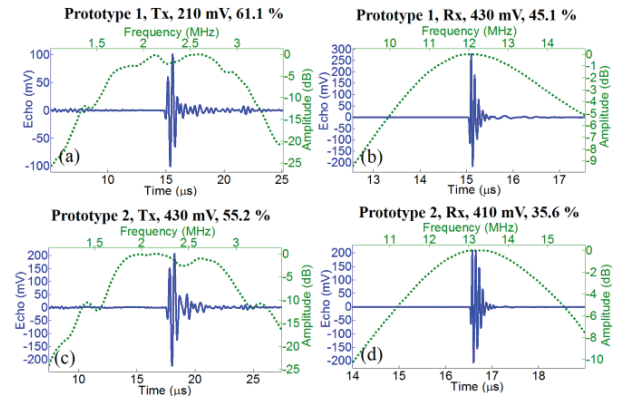 Prototype 1, Tx, 210 mV, 61.1 %
Frequency (MHz)
1.5 2 2.5 3
100
50
0
-50
-100
Echo (mV)
0
-5
-10
-15
-20
-25
Amplitude (dB)
(a)
5 10 15 20 25
Time (μs)
Prototype 1, Rx, 430 mV, 45.1 %
Frequency (MHz)
10 11 12 13 14
300
250
200
150
100
50
0
-50
-100
-150
-200
Echo (mV)
0
-1
-2
-3
-4
-5
-6
-7
-8
-9
Amplitude (dB)
(b)
13 14 15 16 17
Time (μs)
Prototype 2, Tx, 430 mV, 55.2 %
Frequency (MHz)
1.5 2 2.5 3
200
150
100
50
0
-50
-100
-150
-200
Echo (mV)
0
-5
-10
-15
-20
-25
Amplitude (dB)
(c)
10 15 20 25
Time (μs)
Prototype 2, Rx, 410 mV, 35.6 %
Frequency (MHz)
11 12 13 14 15
200
150
100
50
0
-50
-100
-150
-200
Echo (mV)
0
-2
-4
-6
-8
-10
Amplitude (dB)
(d)
14 15 16 17 18
Time (μs)